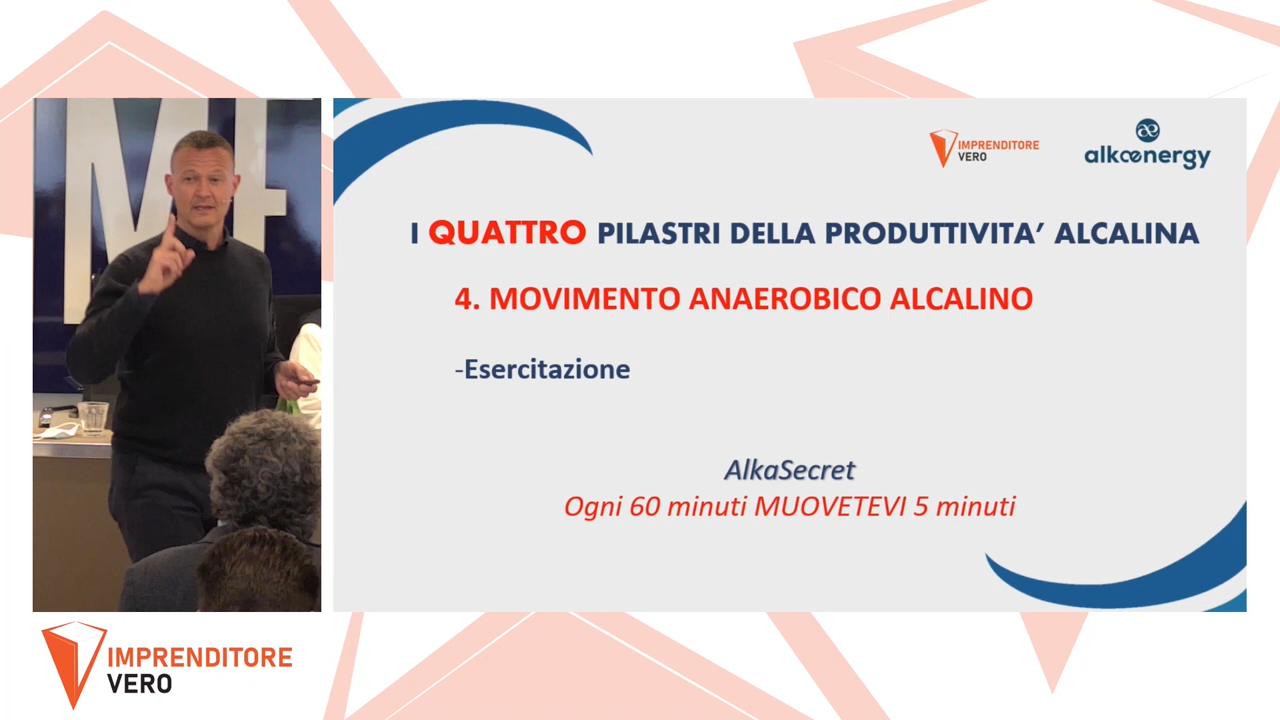 IMPRENDITORE
VERO
alkaenergy
I QUATTRO PILASTRI DELLA PRODUTTIVITA’ ALCALINA
4. MOVIMENTO ANAEROBICO ALCALINO
-Esercitazione
AlkaSecret
Ogni 60 minuti MUOVETEVI 5 minuti
IMPRENDITORE
VERO